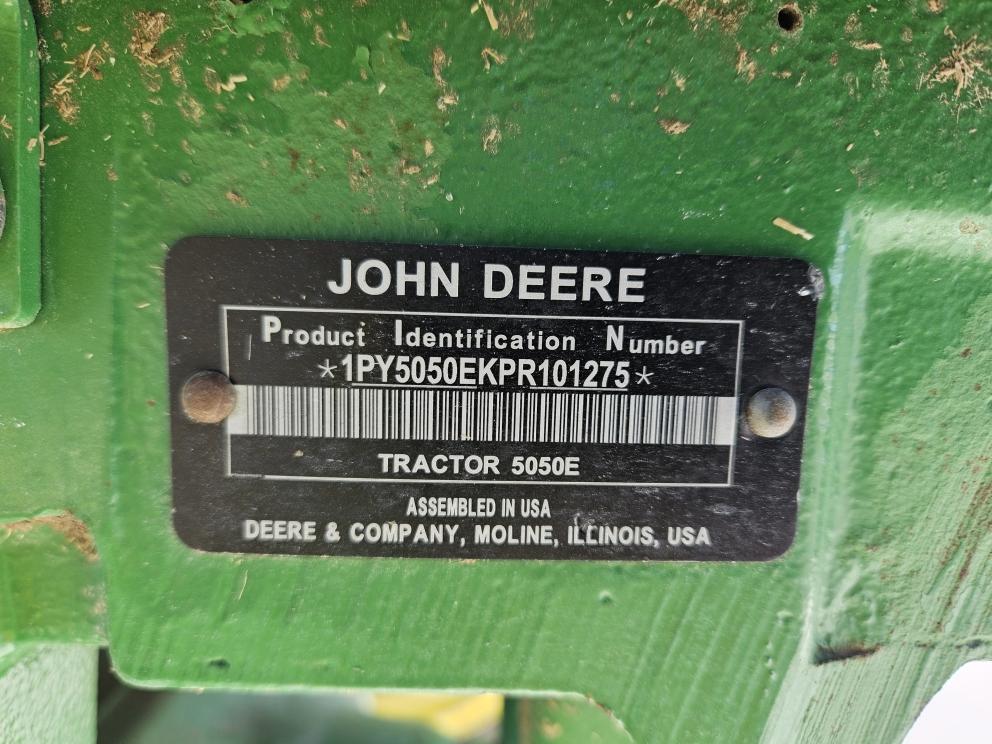 JOHN DEERE
Product Identification Number
*1PY5050EKPR101275*
TRACTOR 5050E
ASSEMBLED IN USA
DEERE & COMPANY, MOLINE, ILLINOIS, USA